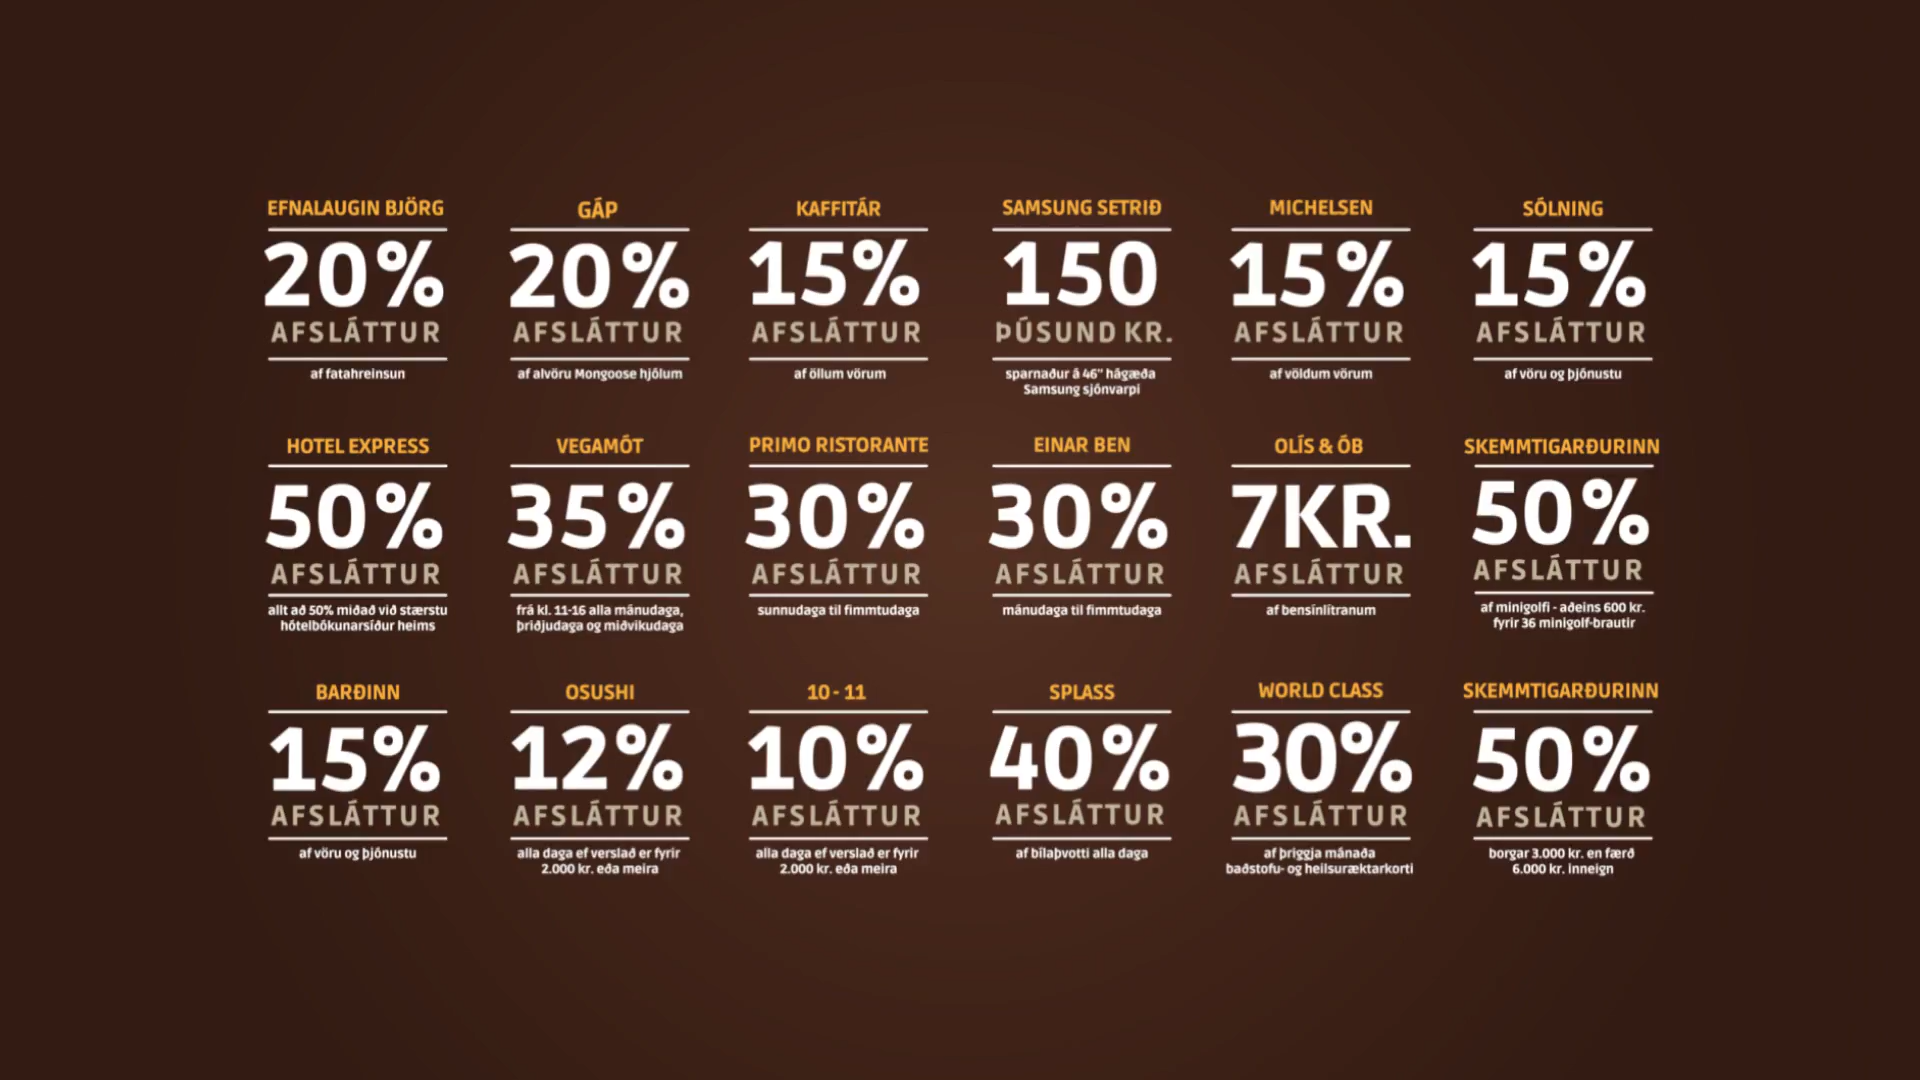 EFNALAUGIN BJÖRG
20%
AFSLÁTTUR
af fatahreinsun
GÁP
20%
AFSLÁTTUR
af alvöru Mongoose hjólum
KAFFITÁR
15%
AFSLÁTTUR
af öllum vörum
SAMSUNG SETRIÐ
150
ÞÚSUND KR.
sparnaður á 46" hágæða
Samsung sjónvarpi
MICHELSEN
15%
AFSLÁTTUR
af völdum vörum
SÓLNING
15%
AFSLÁTTUR
af vöru og þjónustu
HOTEL EXPRESS
50%
AFSLÁTTUR
allt að 50% miðað við stærstu
hótelbókunarsíður heims
VEGAMÓT
35%
AFSLÁTTUR
frá kl. 11-16 alla mánudaga,
þriðjudaga og miðvikudaga
PRIMO RISTORANTE
30%
AFSLÁTTUR
sunnudaga til fimmtudaga
EINAR BEN
30%
AFSLÁTTUR
mánudaga til fimmtudaga
OLÍS & ÓB
7KR.
AFSLÁTTUR
af bensínlítranum
SKEMMTIGARÐURINN
50%
AFSLÁTTUR
af minigolfi - aðeins 600 kr.
fyrir 36 minigolf-brautir
BARÐINN
15%
AFSLÁTTUR
af vöru og þjónustu
OSUSHI
12%
AFSLÁTTUR
alla daga ef verslað er fyrir
2.000 kr. eða meira
10 - 11
10%
AFSLÁTTUR
alla daga ef verslað er fyrir
2.000 kr. eða meira
SPLASS
40%
AFSLÁTTUR
af bílaþvotti alla daga
WORLD CLASS
30%
AFSLÁTTUR
af þriggja mánaða
baðstofu- og heilsuræktarkorti
SKEMMTIGARÐURINN
50%
AFSLÁTTUR
borgar 3.000 kr. en færð
6.000 kr. inneign